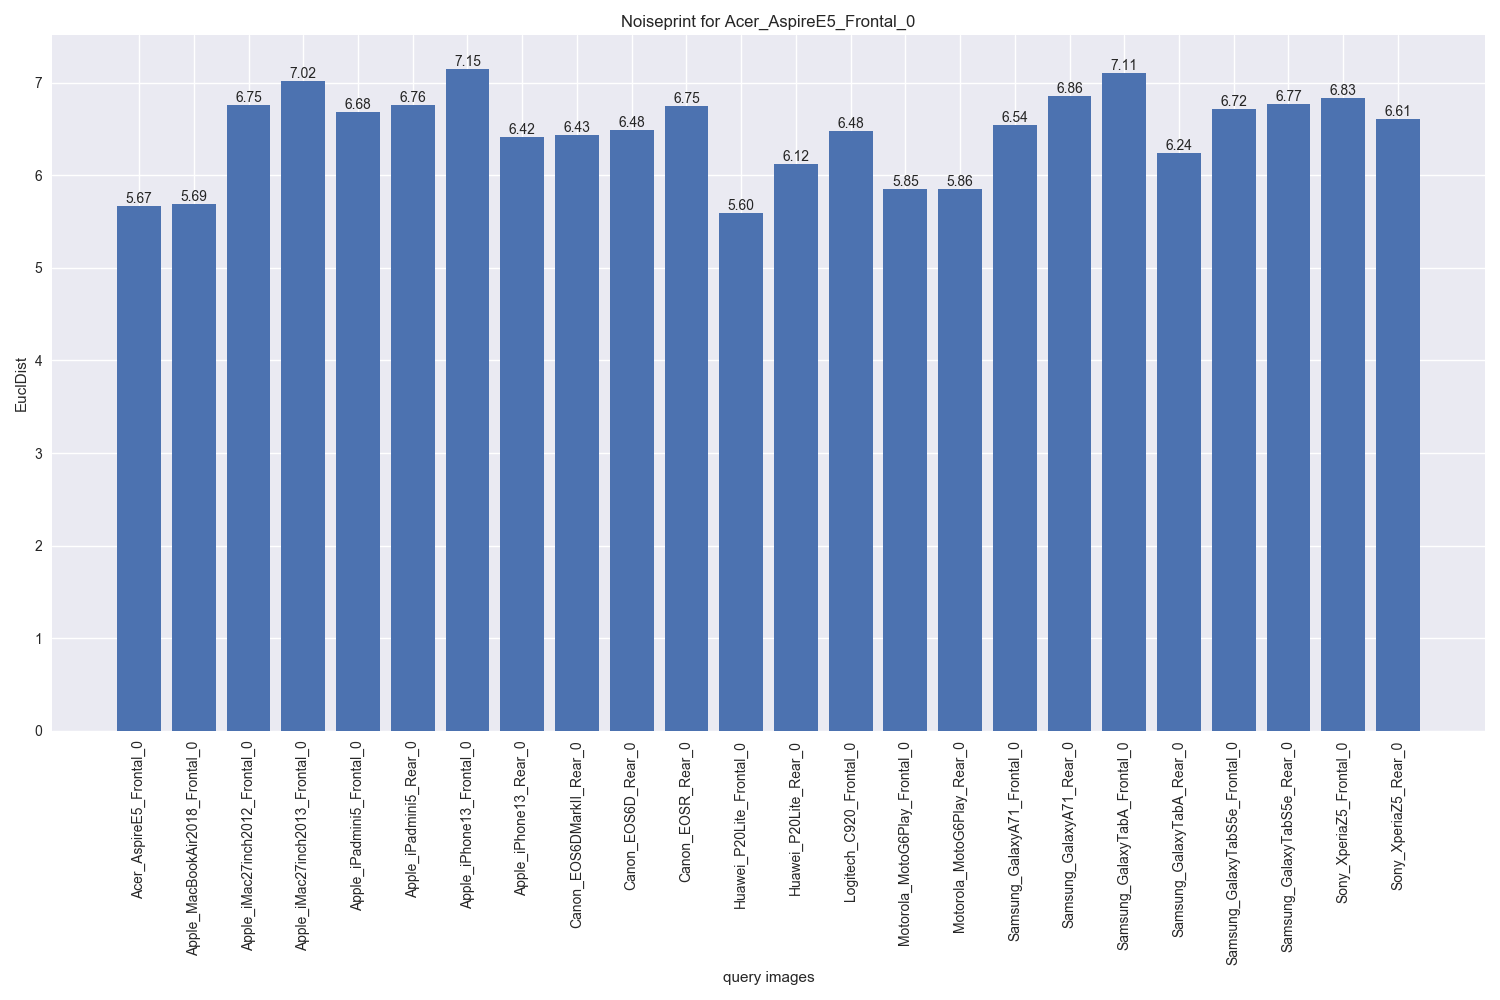 Noiseprint for Acer_AspireE5_Frontal_0
EuclDist
7
6
5
4
3
2
1
0
5.67
5.69
6.75
7.02
6.68
6.76
7.15
6.42
6.43
6.48
6.75
5.60
6.12
6.48
5.85
5.86
6.54
6.86
7.11
6.24
6.72
6.77
6.83
6.61
Acer_AspireE5_Frontal_0
Apple_MacBookAir2018_Frontal_0
Apple_iMac27inch2012_Frontal_0
Apple_iMac27inch2013_Frontal_0
Apple_iPadmini5_Frontal_0
Apple_iPadmini5_Rear_0
Apple_iPhone13_Frontal_0
Apple_iPhone13_Rear_0
Canon_EOS6DMarkII_Rear_0
Canon_EOS6D_Rear_0
Canon_EOSR_Rear_0
Huawei_P20Lite_Frontal_0
Huawei_P20Lite_Rear_0
Logitech_C920_Frontal_0
Motorola_MotoG6Play_Frontal_0
Motorola_MotoG6Play_Rear_0
Samsung_GalaxyA71_Frontal_0
Samsung_GalaxyA71_Rear_0
Samsung_GalaxyTabA_Frontal_0
Samsung_GalaxyTabA_Rear_0
Samsung_GalaxyTabS5e_Frontal_0
Samsung_GalaxyTabS5e_Rear_0
Sony_XperiaZ5_Frontal_0
Sony_XperiaZ5_Rear_0
query images